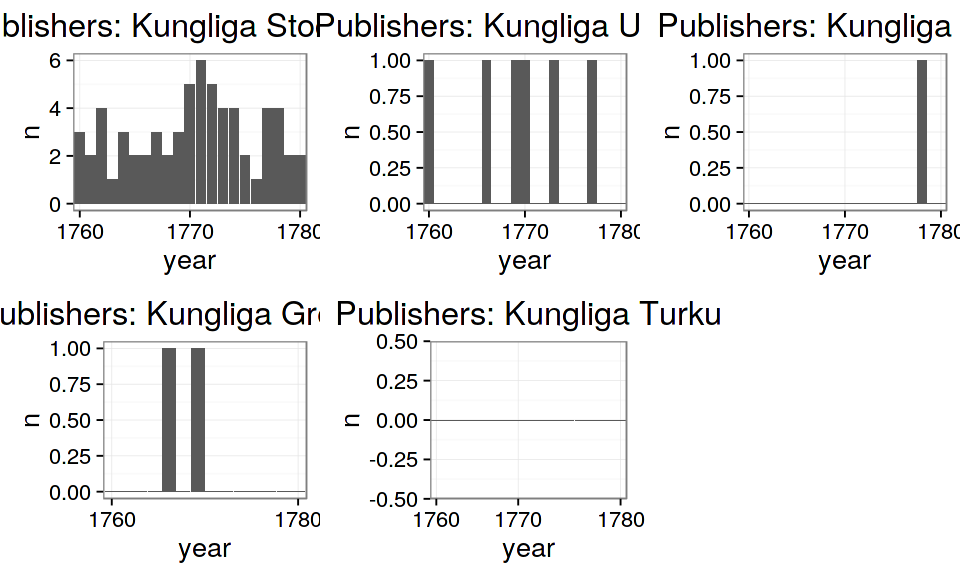 blishers: Kungliga Sto
Publishers: Kungliga U
Publishers: Kungliga
n
6
4
2
0
1760 1770 1780
year
n
1.00
0.75
0.50
0.25
0.00
1760 1770 1780
year
n
1.00
0.75
0.50
0.25
0.00
1760 1770 1780
year
ublishers: Kungliga Gre
Publishers: Kungliga Turku
n
1.00
0.75
0.50
0.25
0.00
1760 1780
year
n
0.50
0.25
0.00
-0.25
-0.50
1760 1770 1780
year